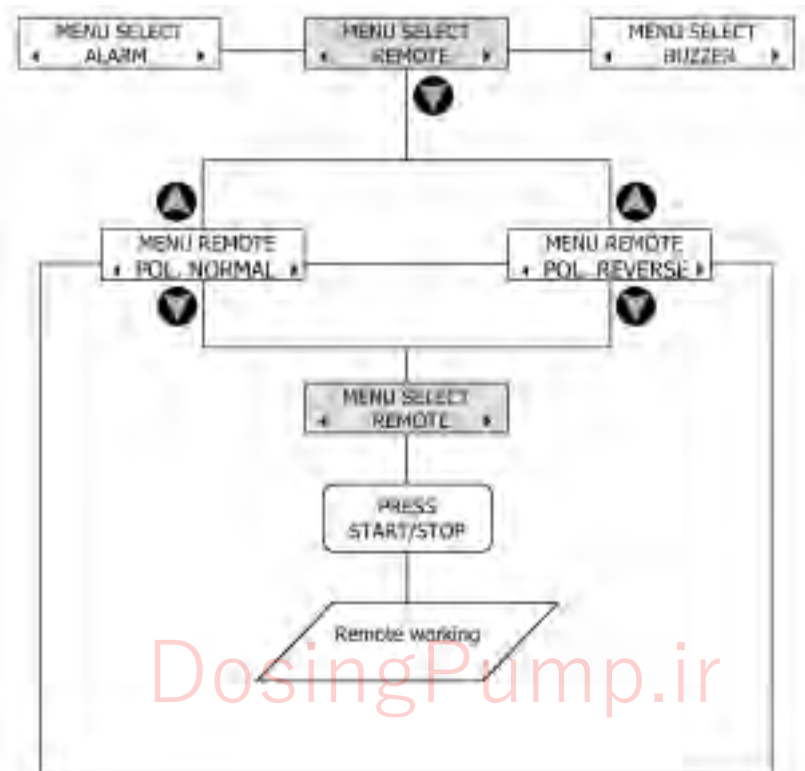 MENU SELECT
ALARM
MENU SELECT
REMOTE
MENU SELECT
BUZZER
MENU REMOTE
POL. NORMAL
MENU REMOTE
POL. REVERSE
MENU SELECT
REMOTE
PRESS
START/STOP
Remote working
DosingPump.ir